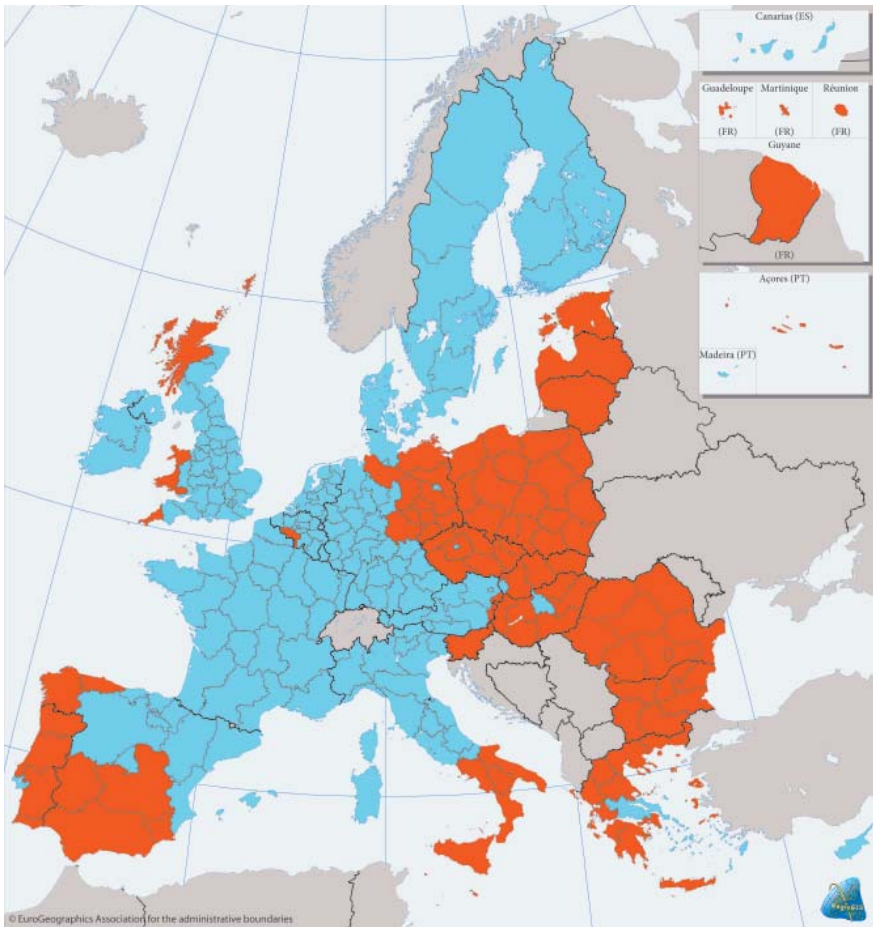 Canarias (ES)
Guadeloupe
Martinique
Réunion
(FR)
(FR)
(FR)
Guyane
(FR)
Açores (PT)
Madeira (PT)
© EuroGeographics Association for the administrative boundaries